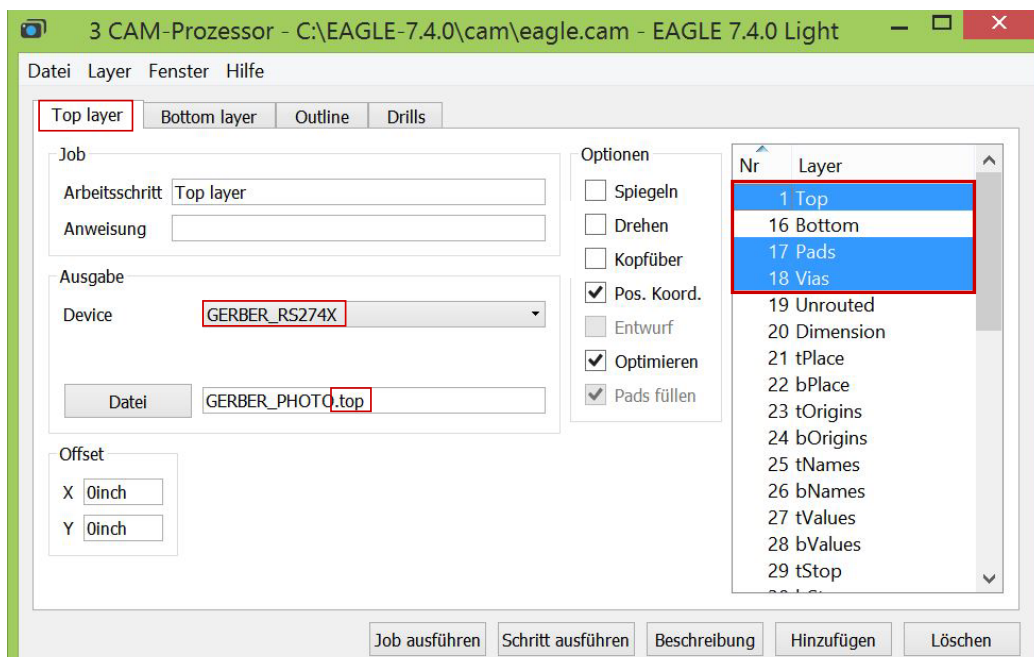 3 CAM-Prozessor - C:\EAGLE-7.4.0\cam\eagle.cam - EAGLE 7.4.0 Light
Datei Layer Fenster Hilfe
Top layer Bottom layer Outline Drills
Job
Arbeitsschritt Top layer
Anweisung
Ausgabe
Device GERBER_RS274X
Datei GERBER_PHOTO.top
Offset
X 0inch
Y 0inch
Optionen
Spiegeln
Drehen
Kopfüber
Pos. Koord.
Entwurf
Optimieren
Pads füllen
Nr Layer
1 Top
16 Bottom
17 Pads
18 Vias
19 Unrouted
20 Dimension
21 tPlace
22 bPlace
23 tOrigins
24 bOrigins
25 tNames
26 bNames
27 tValues
28 bValues
29 tStop
Job ausführen Schritt ausführen Beschreibung Hinzufügen Löschen